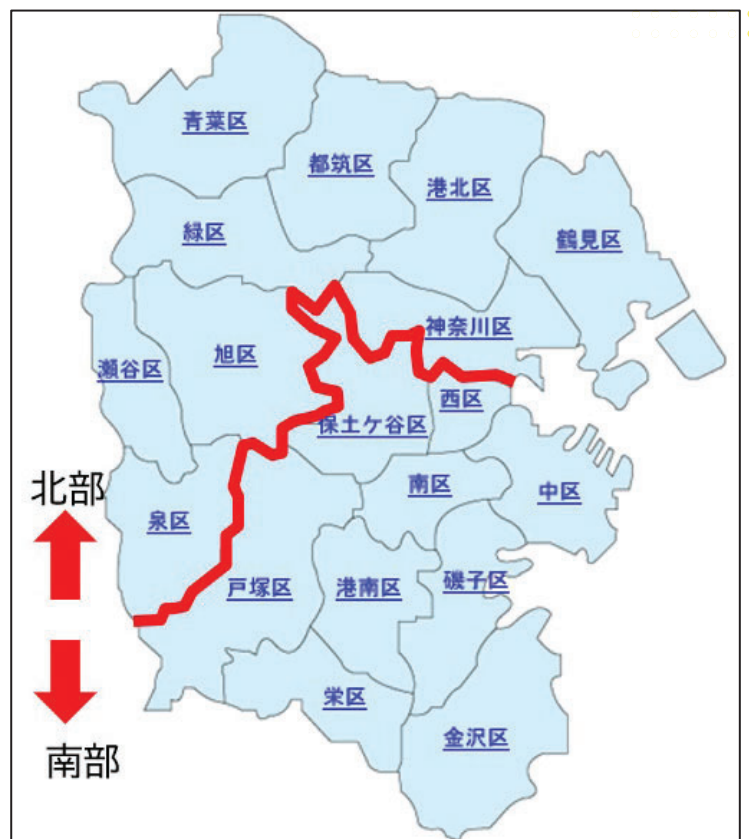 青葉区
都筑区
港北区
緑区
鶴見区
神奈川区
旭区
瀬谷区
西区
保土ケ谷区
南区
中区
北部
泉区
戸塚区
港南区
磯子区
栄区
金沢区
南部